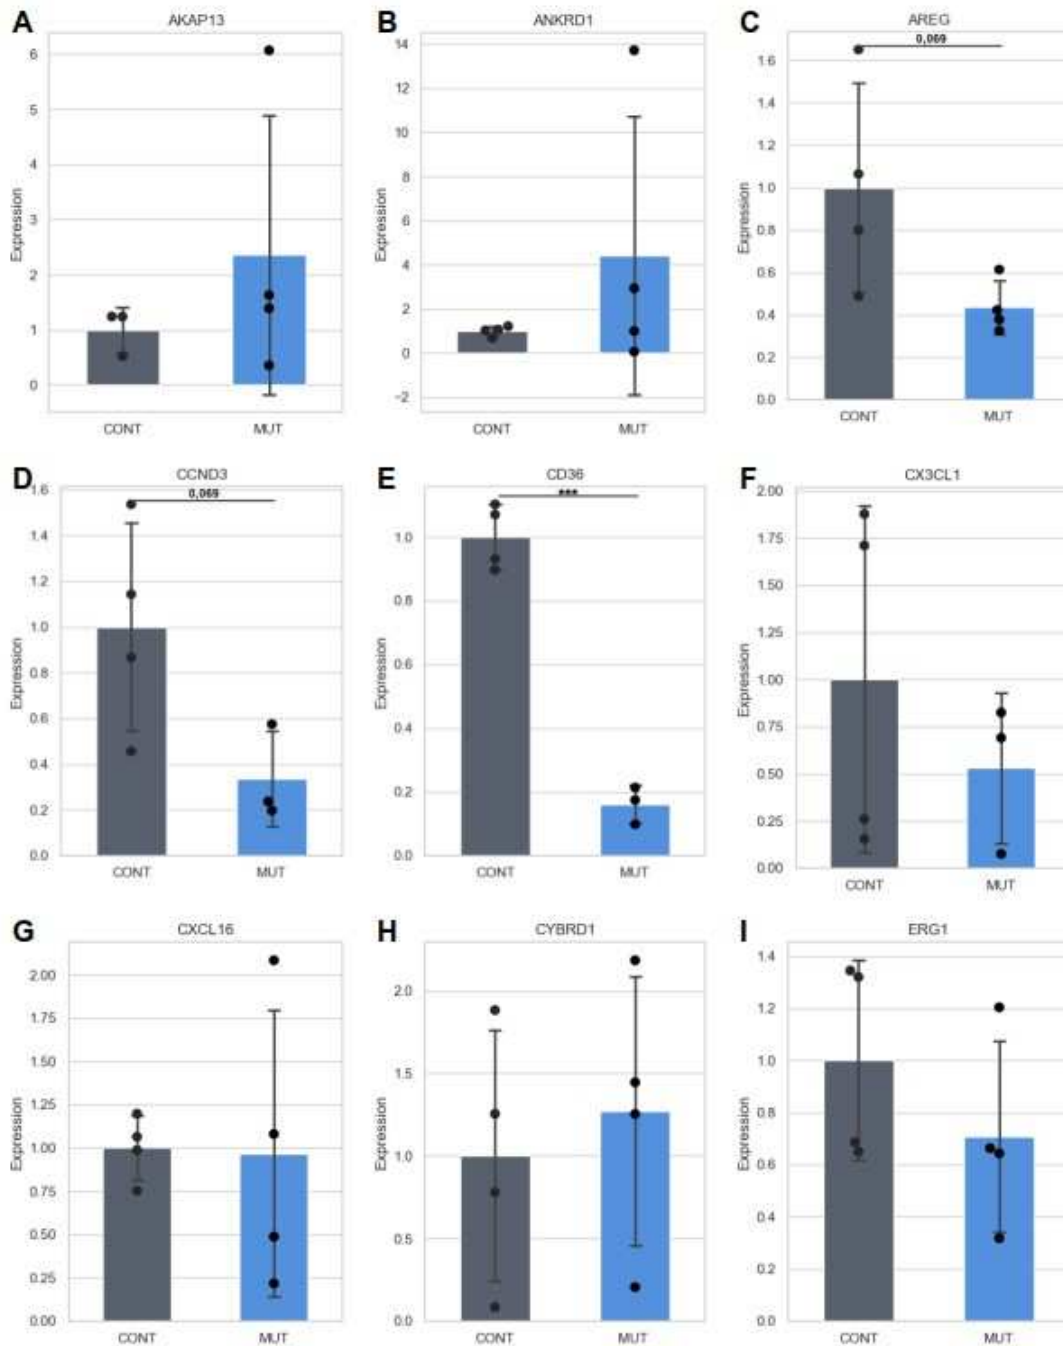 A AKAP13
Expression
6
5
4
3
2
1
0
CONT MUT
B ANKRD1
Expression
14
12
10
8
6
4
2
0
−2
CONT MUT
C AREG
0,069
Expression
1.6
1.4
1.2
1.0
0.8
0.6
0.4
0.2
0.0
CONT MUT
D CCND3
0,069
Expression
1.6
1.4
1.2
1.0
0.8
0.6
0.4
0.2
0.0
CONT MUT
E CD36
***
Expression
1.0
0.8
0.6
0.4
0.2
0.0
CONT MUT
F CX3CL1
Expression
2.00
1.75
1.50
1.25
1.00
0.75
0.50
0.25
0.00
CONT MUT
G CXCL16
Expression
2.00
1.75
1.50
1.25
1.00
0.75
0.50
0.25
0.00
CONT MUT
H CYBRD1
Expression
2.0
1.5
1.0
0.5
0.0
CONT MUT
I ERG1
Expression
1.4
1.2
1.0
0.8
0.6
0.4
0.2
0.0
CONT MUT